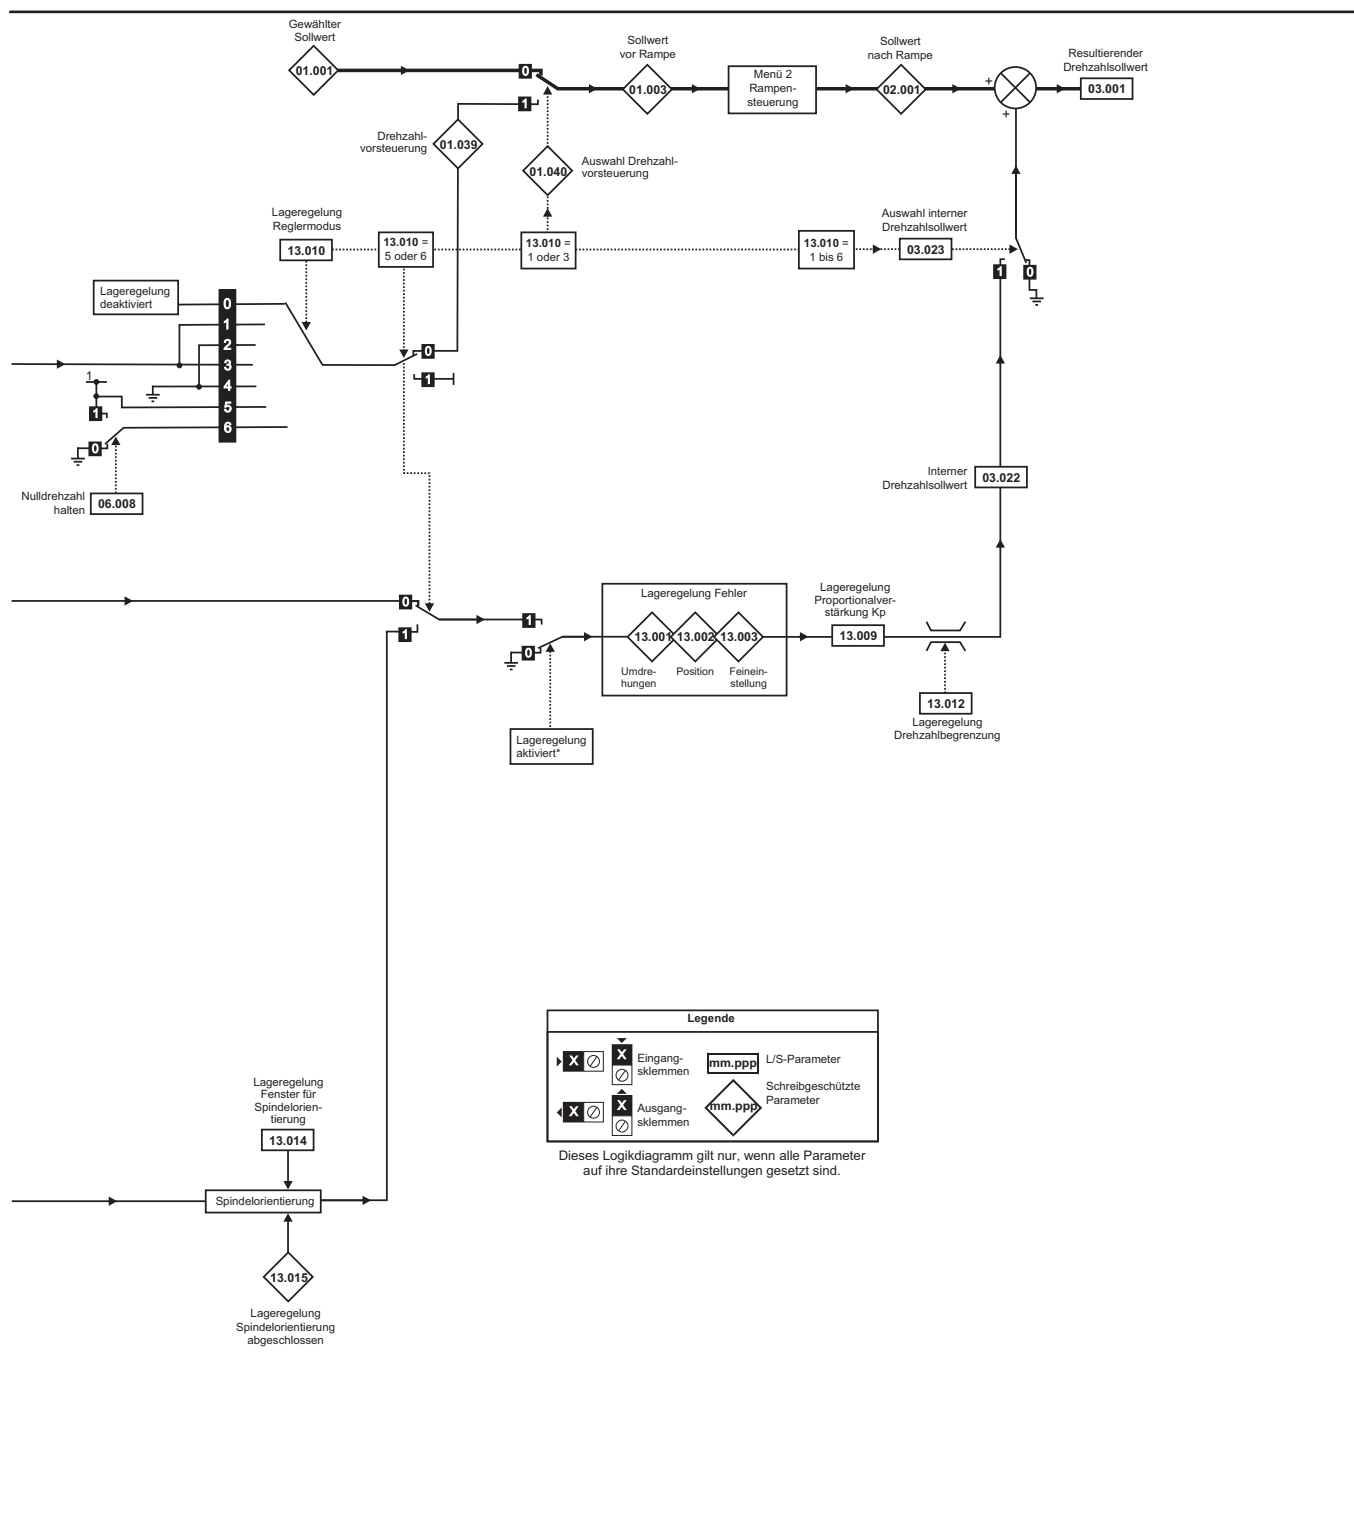 Gewählter
Sollwert
01.001
0
1
Sollwert
vor Rampe
01.003
Menü 2
Rampen-
steuerung
Sollwert
nach Rampe
02.001
+
+
Resultierender
Drehzahlsollwert
03.001
Drehzahl-
vorsteuerung
01.039
01.040
Auswahl Drehzahl-
vorsteuerung
Lageregelung
Reglermodus
13.010
13.010 =
5 oder 6
13.010 =
1 oder 3
13.010 =
1 bis 6
Auswahl interner
Drehzahlsollwert
03.023
1
0
Lageregelung
deaktiviert
0
1
2
3
4
5
6
0
1
1
1
0
Nulldrehzahl
halten
06.008
Interner
Drehzahlsollwert
03.022
0
1
1
0
Lageregelung
aktiviert*
Lageregelung Fehler
13.001
13.002
13.003
Umdre-
hungen
Position
Feinein-
stellung
Lageregelung
Proportionalver-
stärkung Kp
13.009
13.012
Lageregelung
Drehzahlbegrenzung
Lageregelung
Fenster für
Spindelorien-
tierung
13.014
Spindelorientierung
13.015
Lageregelung
Spindelorientierung
abgeschlossen
Legende
X
X
Eingang-
sklemmen
mm.ppp
L/S-Parameter
X
X
Ausgang-
sklemmen
mm.ppp
Schreibgeschützte
Parameter
Dieses Logikdiagramm gilt nur, wenn alle Parameter
auf ihre Standardeinstellungen gesetzt sind.